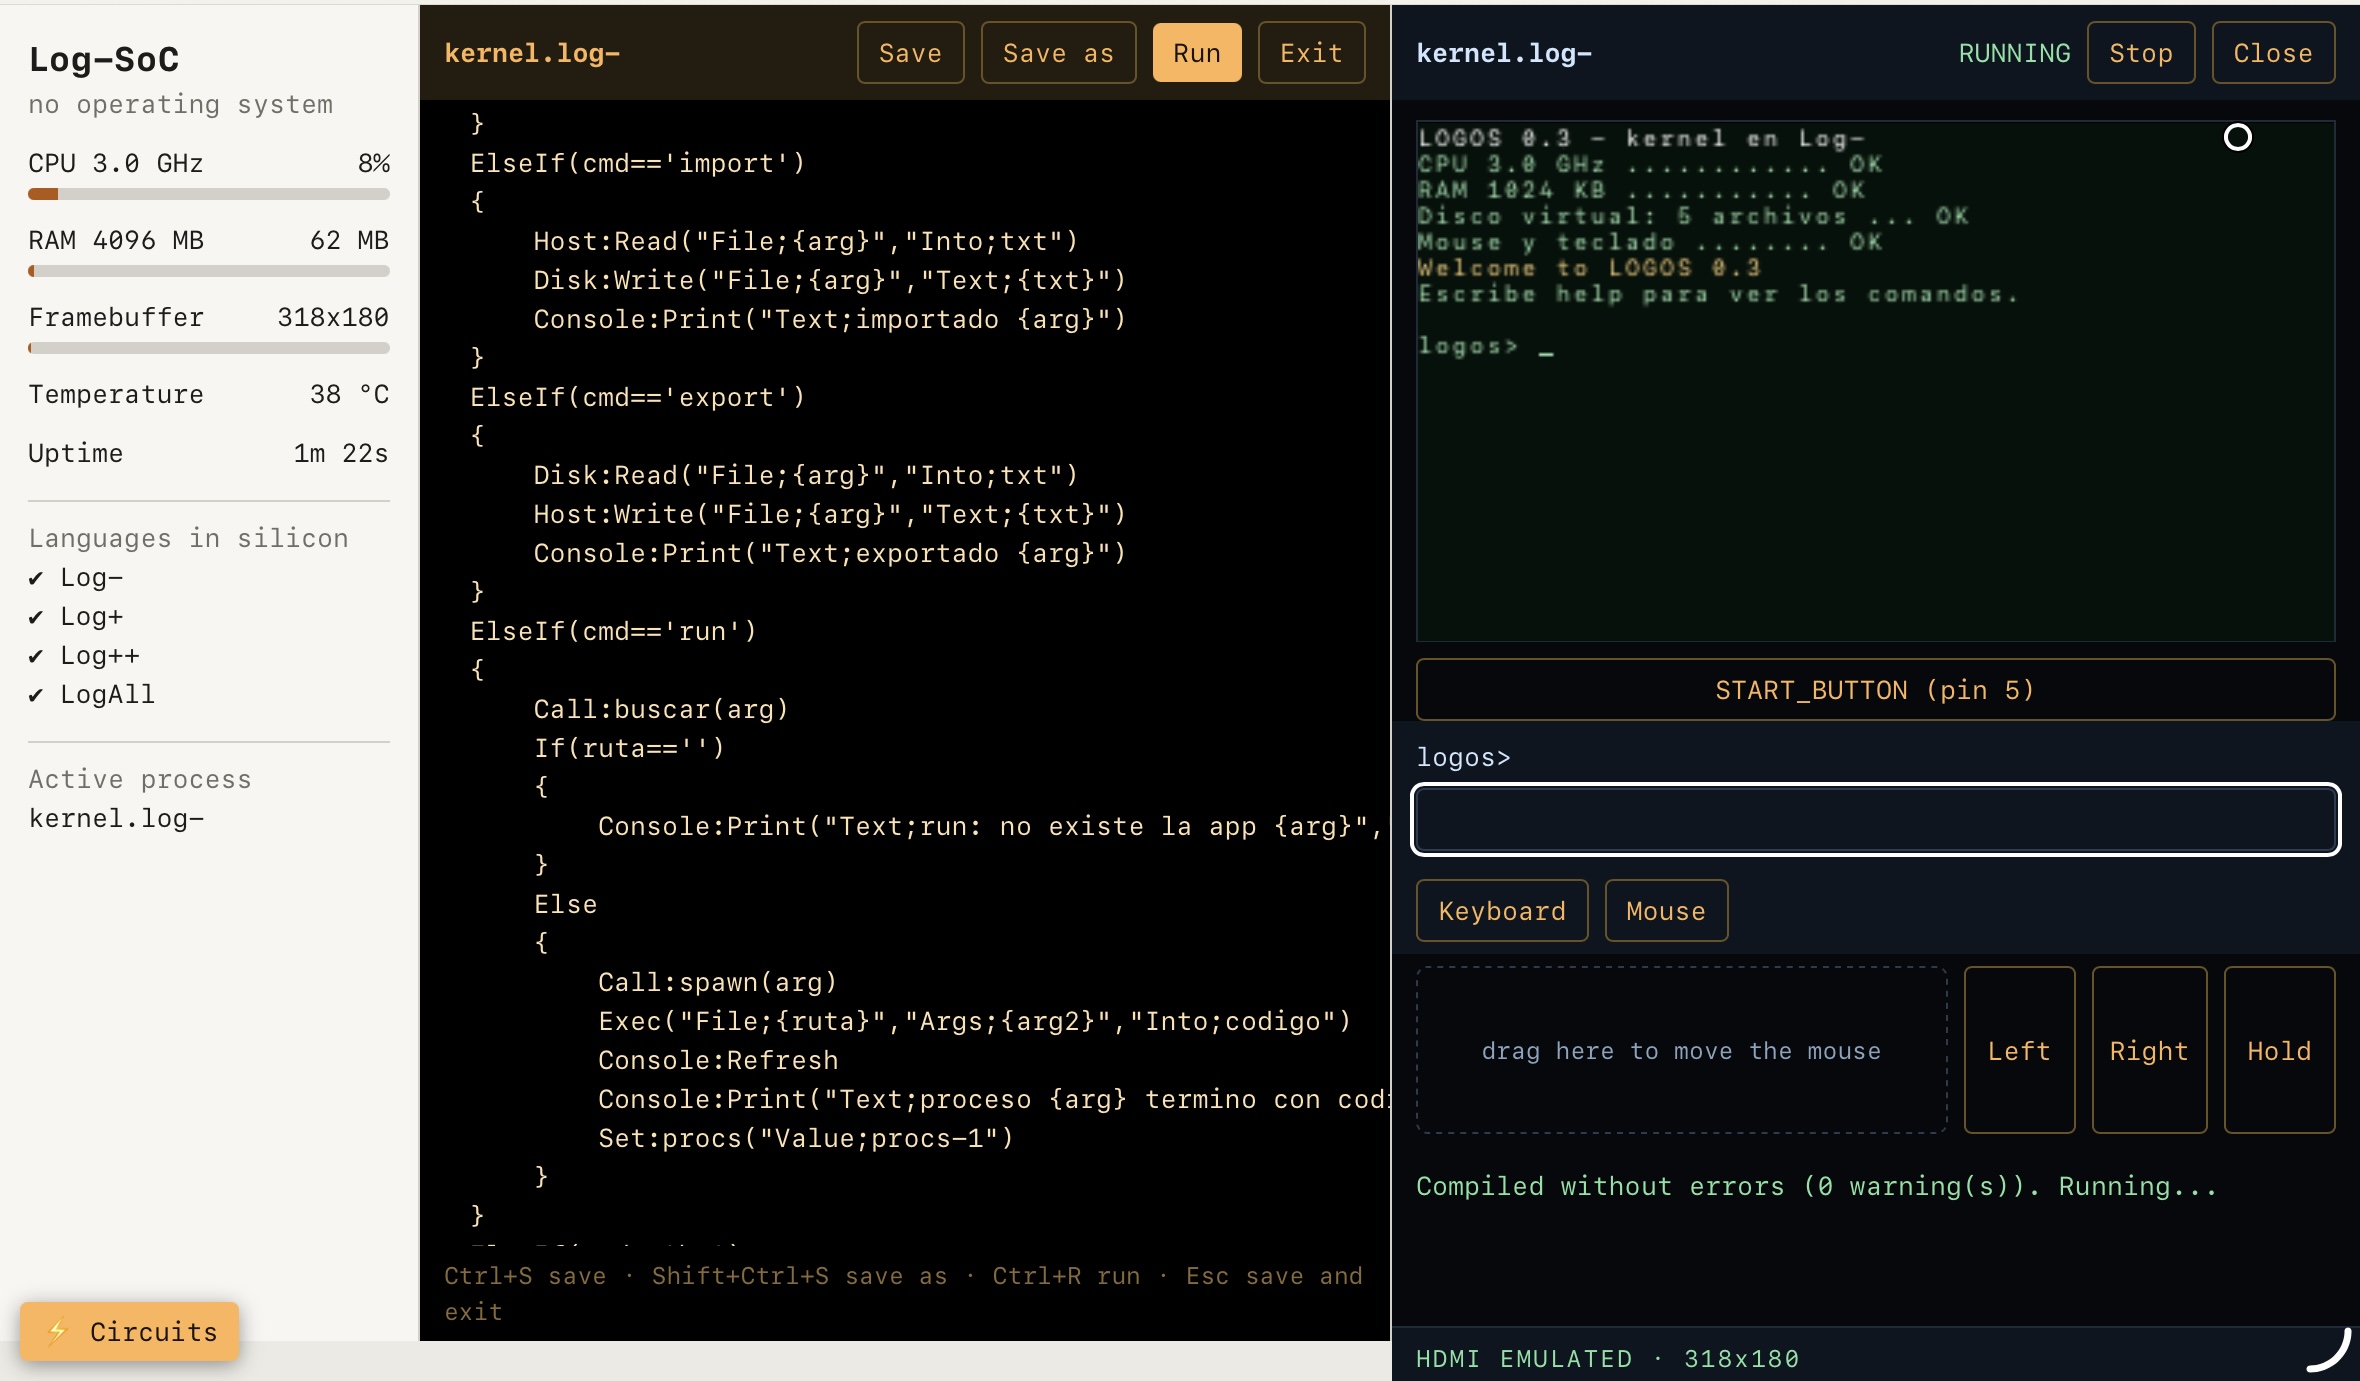 Log-SoC
no operating system
CPU 3.0 GHz 8%
RAM 4096 MB 62 MB
Framebuffer 318x180
Temperature 38 °C
Uptime 1m 22s
Languages in silicon
✔ Log-
✔ Log+
✔ Log++
✔ LogAll
Active process
kernel.log-
⚡ Circuits
kernel.log- Save Save as Run Exit
}
ElseIf(cmd=='import')
{
Host:Read("File;{arg}","Into;txt")
Disk:Write("File;{arg}","Text;{txt}")
Console:Print("Text;importado {arg}")
}
ElseIf(cmd=='export')
{
Disk:Read("File;{arg}","Into;txt")
Host:Write("File;{arg}","Text;{txt}")
Console:Print("Text;exportado {arg}")
}
ElseIf(cmd=='run')
{
Call:buscar(arg)
If(ruta=='')
{
Console:Print("Text;run: no existe la app {arg}",
}
Else
{
Call:spawn(arg)
Exec("File;{ruta}","Args;{arg2}","Into;codigo")
Console:Refresh
Console:Print("Text;proceso {arg} termino con codi
Set:procs("Value;procs-1")
}
}
Ctrl+S save · Shift+Ctrl+S save as · Ctrl+R run · Esc save and
exit
kernel.log- RUNNING Stop Close
LOGOS 0.3 - kernel en Log-
CPU 3.0 GHz ............ OK
RAM 1024 KB ........... OK
Disco virtual: 5 archivos ... OK
Mouse y teclado ........ OK
Welcome to LOGOS 0.3
Escribe help para ver los comandos.
logos> _
START_BUTTON (pin 5)
logos>
Keyboard Mouse
drag here to move the mouse Left Right Hold
Compiled without errors (0 warning(s)). Running...
HDMI EMULATED · 318x180